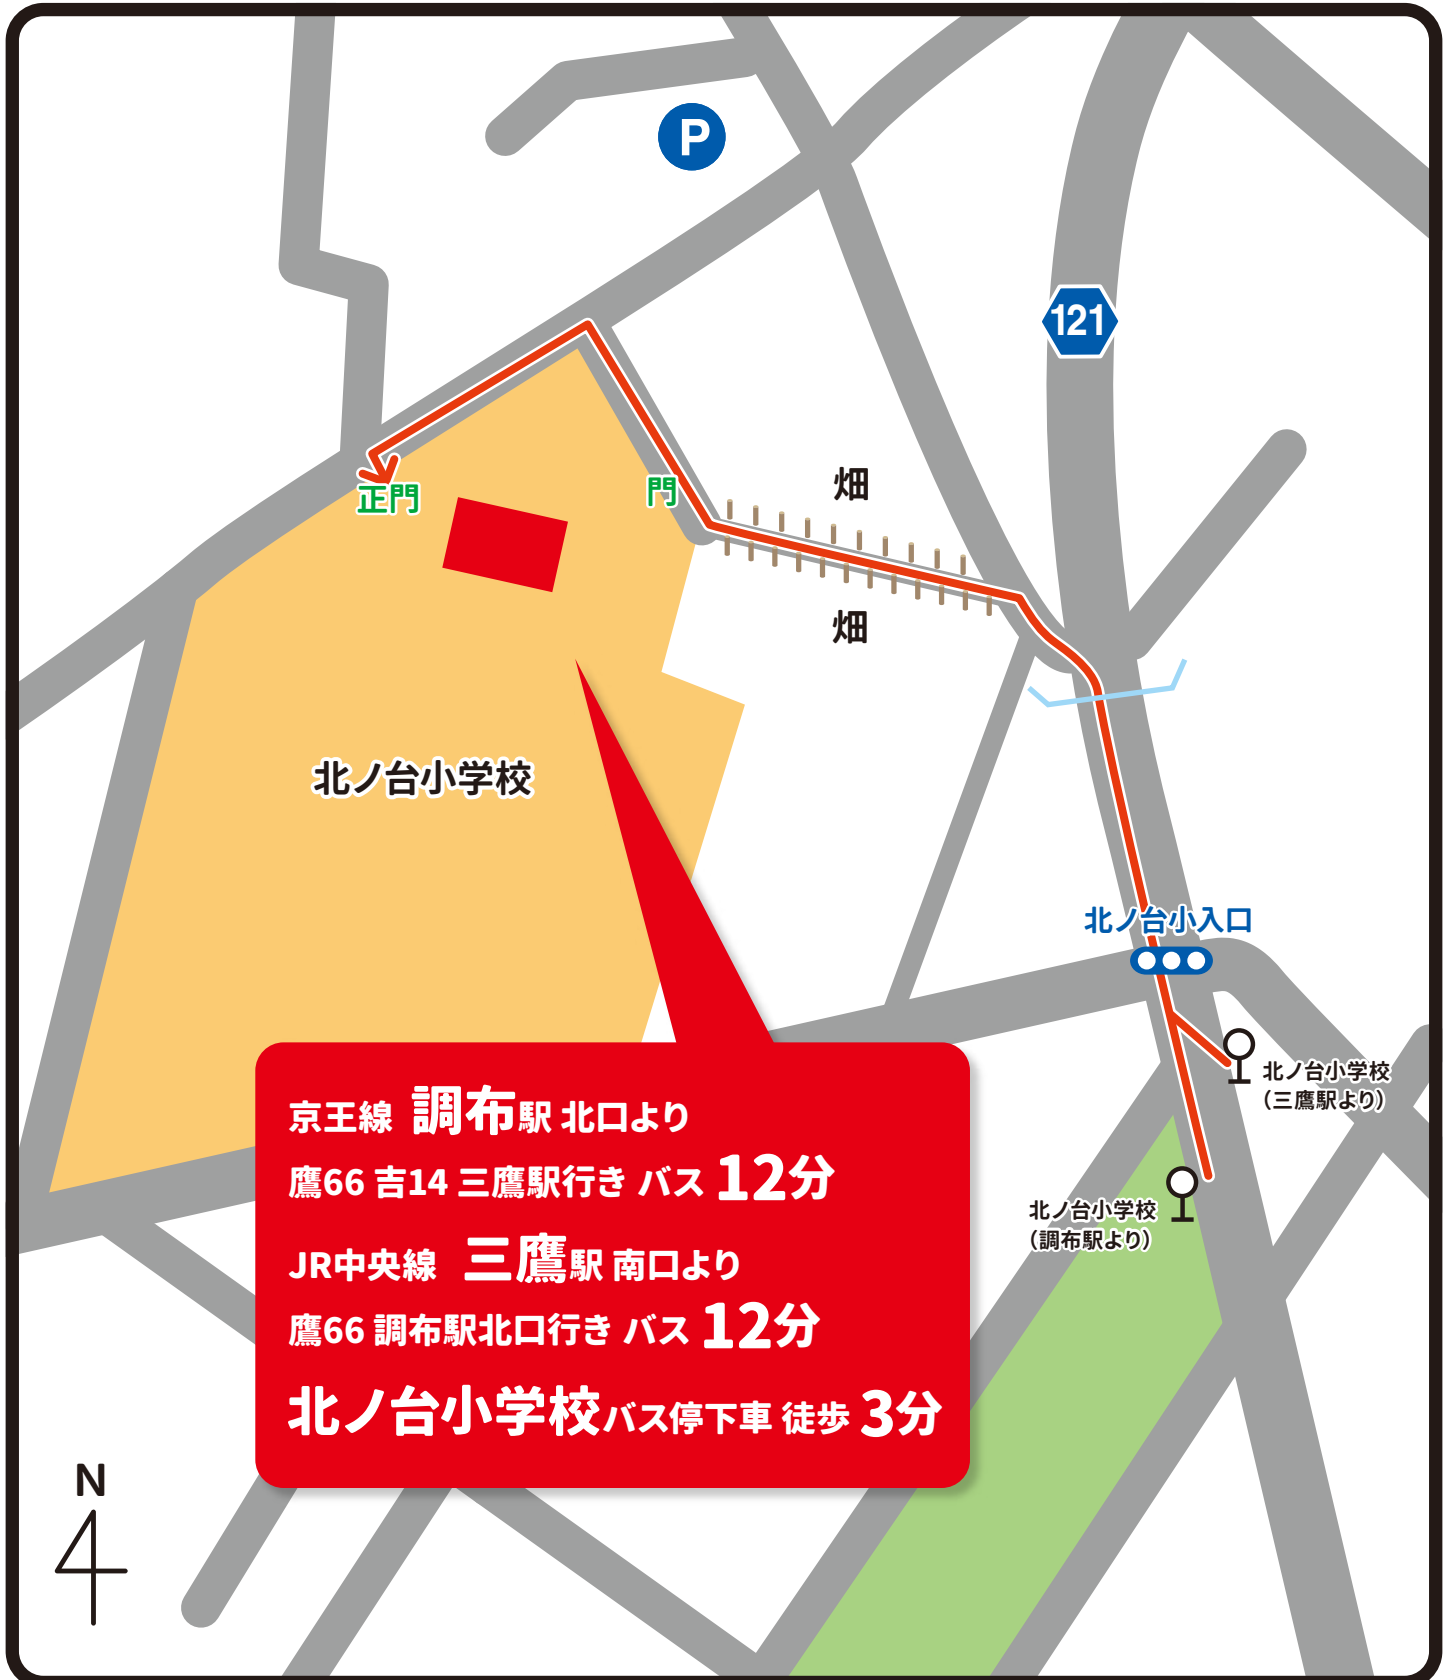 P
121
畑
門
正門
畑
北ノ台小学校
北ノ台小入口
北ノ台小学校
（三鷹駅より）
北ノ台小学校
（調布駅より）
京王線 調布駅 北口より
鷹66 吉14 三鷹駅行き バス 12分
JR中央線 三鷹駅 南口より
鷹66 調布駅北口行き バス 12分
北ノ台小学校バス停下車 徒歩 3分
N